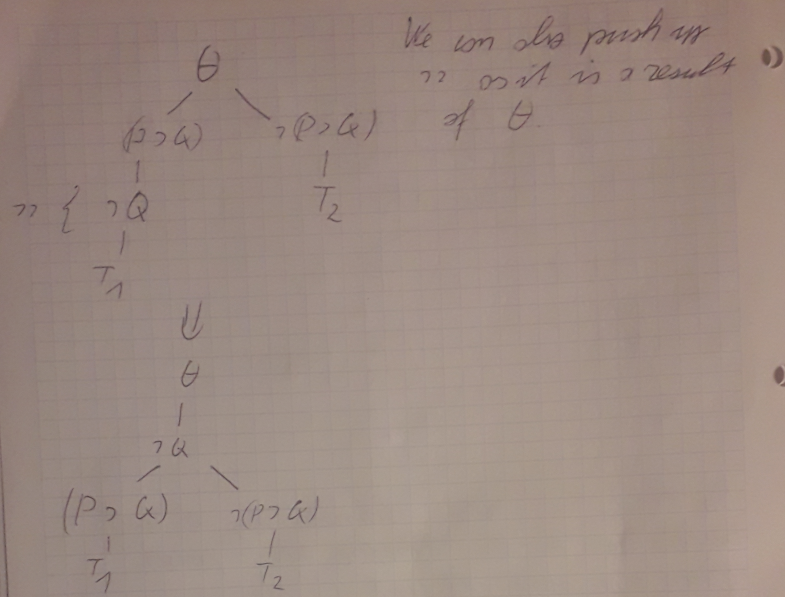 We can also push up
θ
¬¬ as it is a result
of θ
(P⊃Q) ¬(P⊃Q)
¬¬ { ¬Q T₂
T₁
⇓
θ
¬Q
(P⊃Q) ¬(P⊃Q)
T₁ T₂